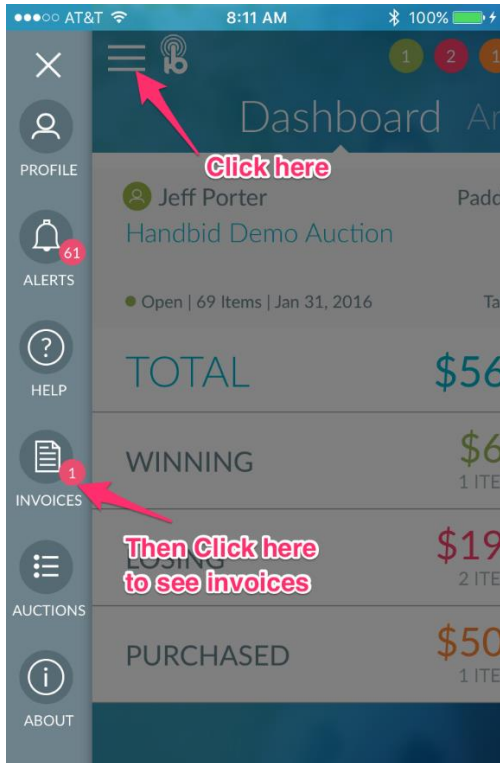 AT&T 8:11 AM 100%
1 2 1
Dashboard
Click here
PROFILE
Jeff Porter
Handbid Demo Auction
61
ALERTS
Open | 69 Items | Jan 31, 2016
?
HELP
TOTAL $56
WINNING $6
1 ITE
1
INVOICES
Then Click here
to see invoices
LOSING $19
2 ITE
AUCTIONS
PURCHASED $50
1 ITE
i
ABOUT